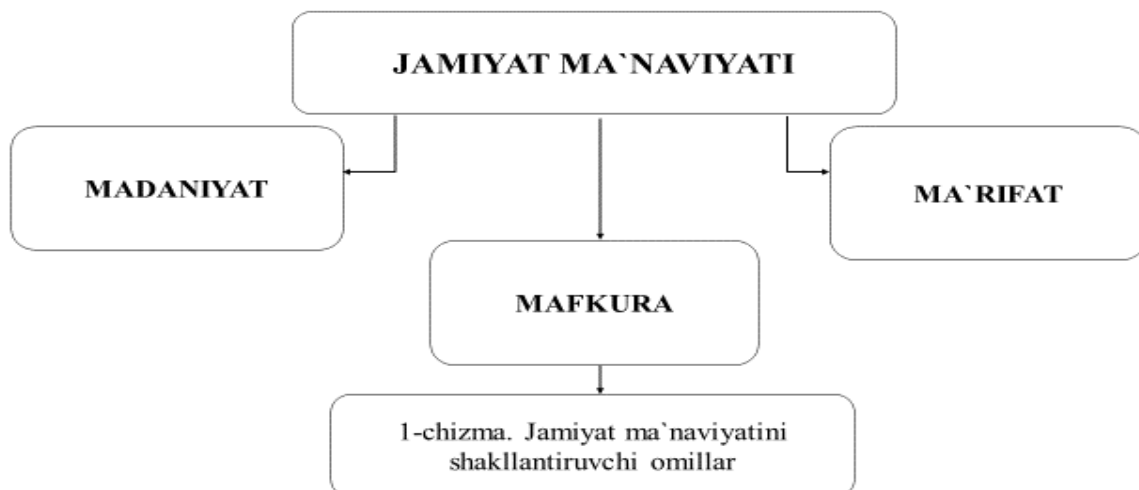 JAMIYAT MA`NAVIYATI
MADANIYAT
MA`RIFAT
MAFKURA
1-chizma. Jamiyat ma`naviyatini
shakllantiruvchi omillar